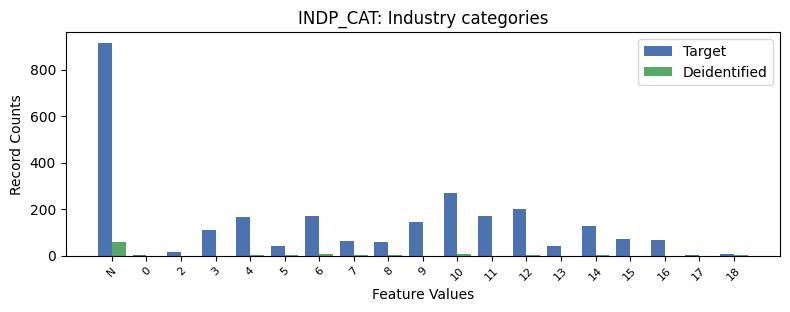 INDP_CAT: Industry categories
Target
Deidentified
Record Counts
800
600
400
200
0
N 0 2 3 4 5 6 7 8 9 10 11 12 13 14 15 16 17 18
Feature Values